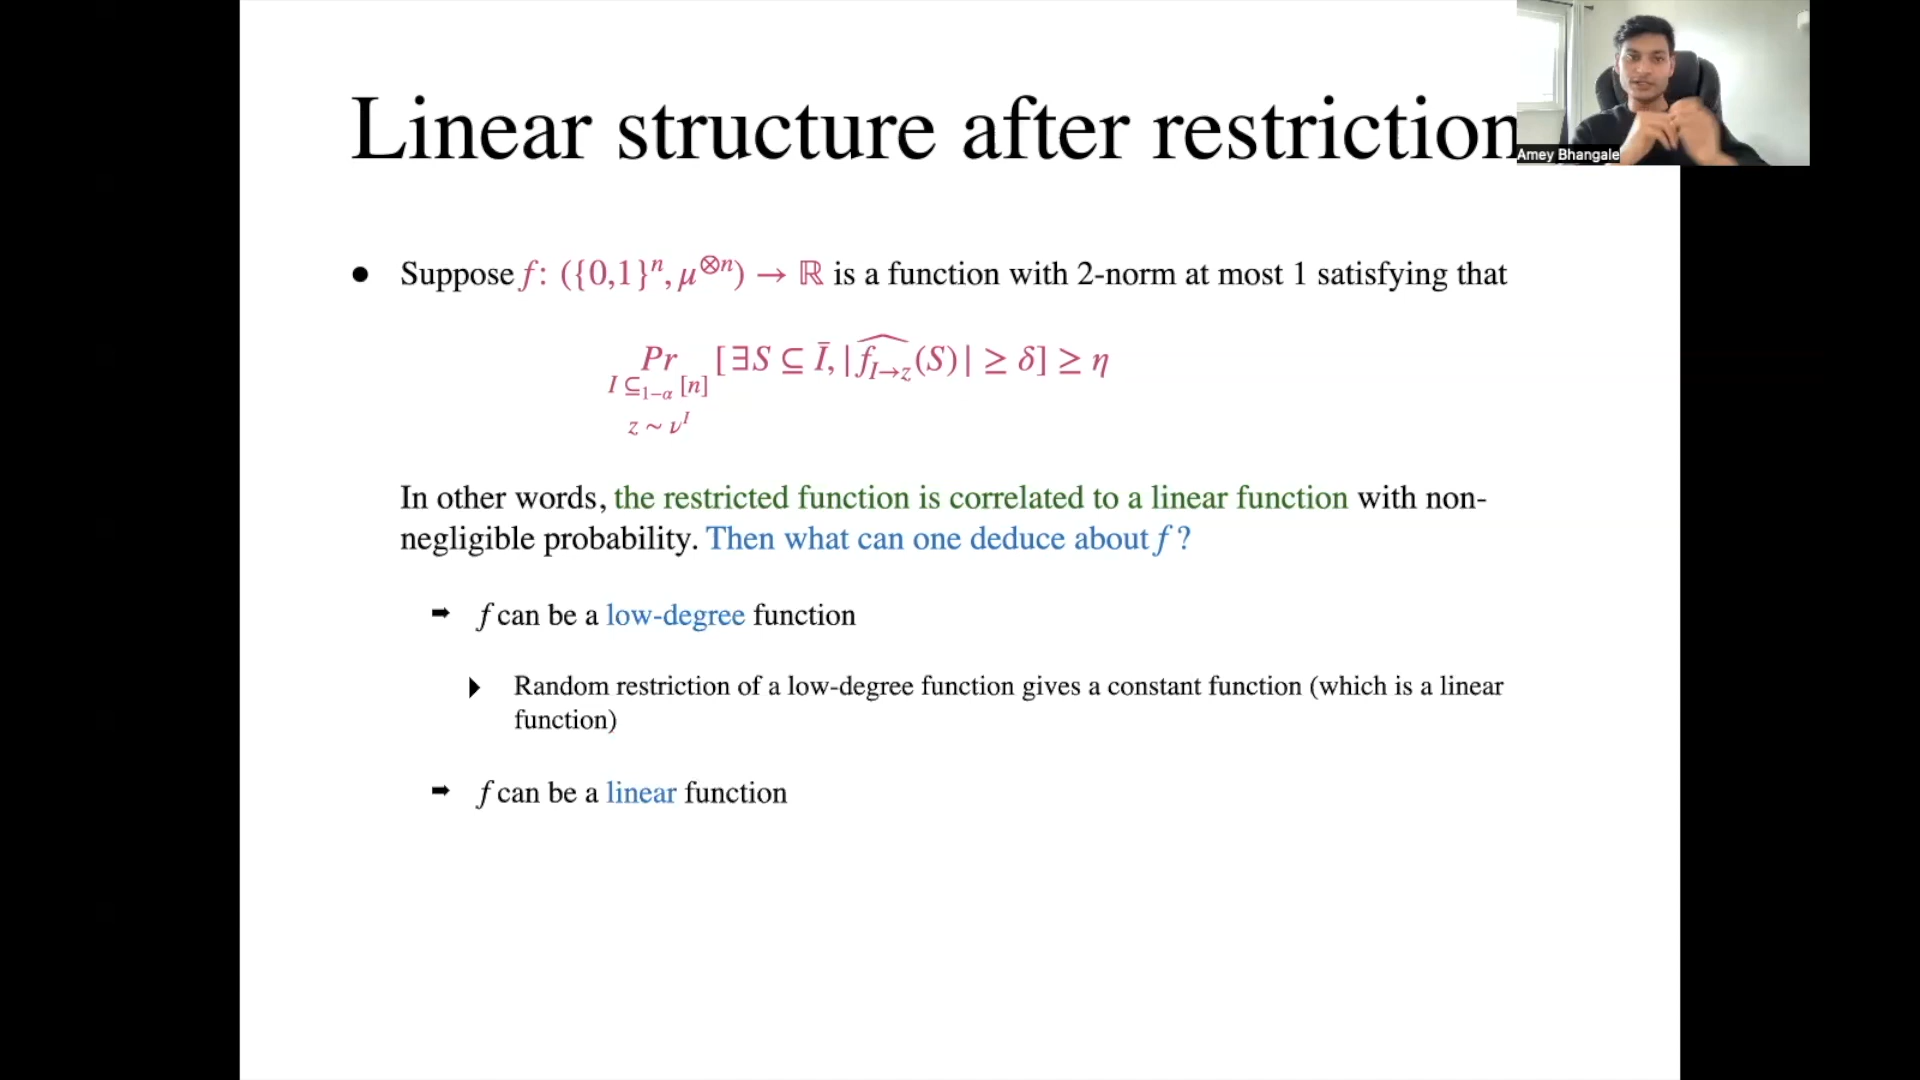 Linear structure after restriction
Amey Bhangale
● Suppose f: ({0,1}ⁿ, μ^{⊗n}) → ℝ is a function with 2-norm at most 1 satisfying that
Pr [∃S ⊆ Ī, |\widehat{f_{I→z}}(S)| ≥ δ] ≥ η
I ⊆_{1−α} [n]
z ~ ν^I
In other words, the restricted function is correlated to a linear function with non-
negligible probability. Then what can one deduce about f ?
➡ f can be a low-degree function
▶ Random restriction of a low-degree function gives a constant function (which is a linear
function)
➡ f can be a linear function